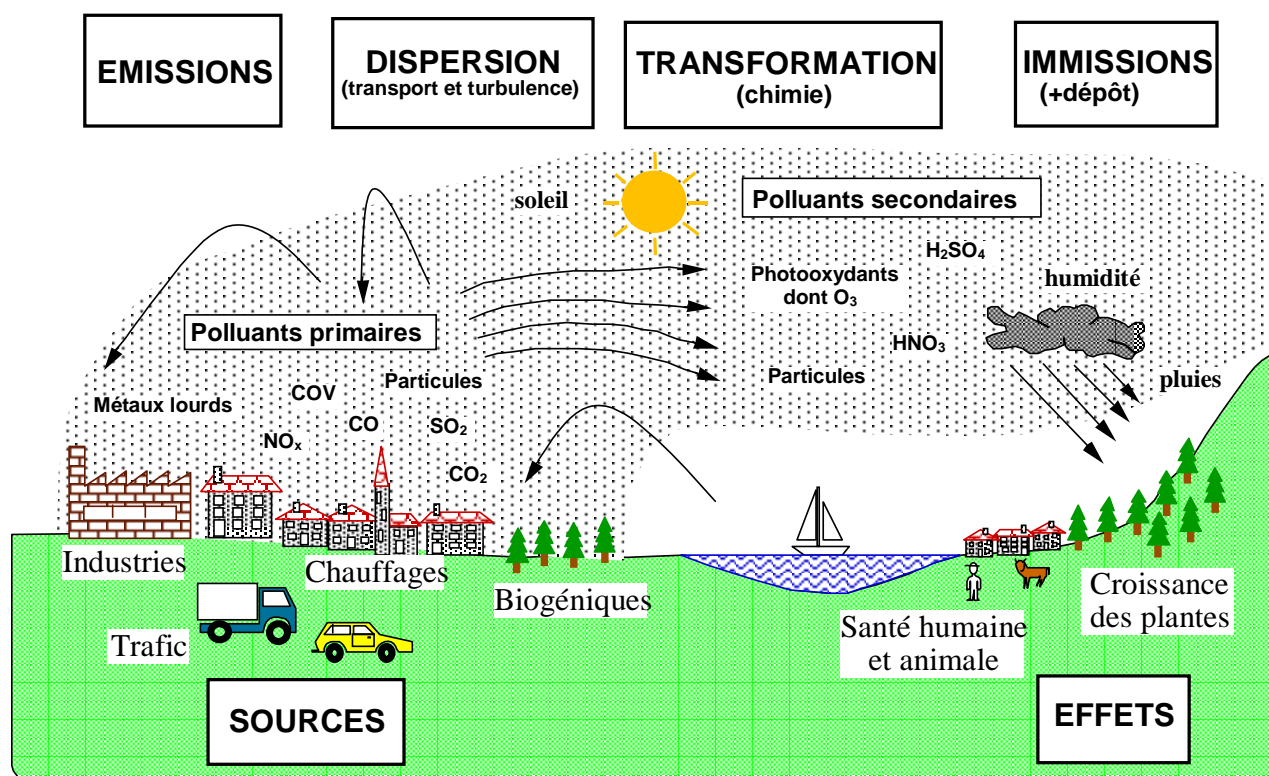 EMISSIONS
DISPERSION
(transport et turbulence)
TRANSFORMATION
(chimie)
IMMISSIONS
(+dépôt)
soleil
Polluants secondaires
H₂SO₄
Photooxydants
dont O₃
humidité
Polluants primaires
HNO₃
Particules
Particules
pluies
COV
Métaux lourds
CO
SO₂
NOₓ
CO₂
Industries
Chauffages
Biogéniques
Trafic
Santé humaine
et animale
Croissance
des plantes
SOURCES
EFFETS